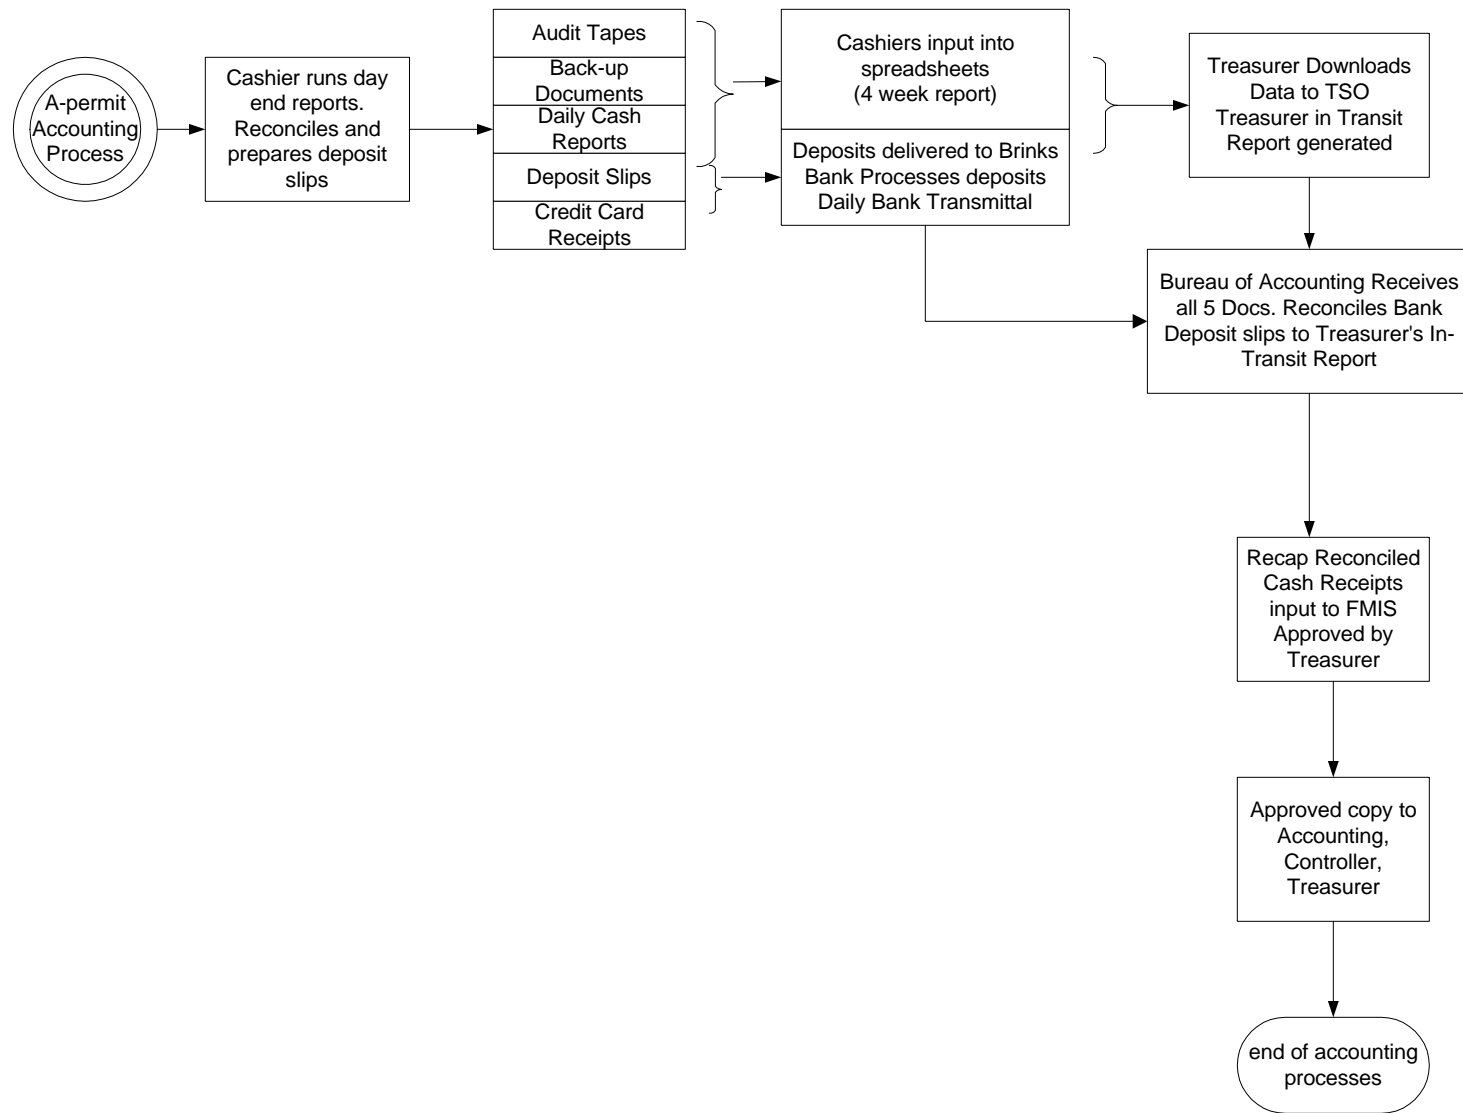 A-permit
Accounting
Process
Cashier runs day
end reports.
Reconciles and
prepares deposit
slips
Audit Tapes
Back-up
Documents
Daily Cash
Reports
Deposit Slips
Credit Card
Receipts
Cashiers input into
spreadsheets
(4 week report)
Deposits delivered to Brinks
Bank Processes deposits
Daily Bank Transmittal
Treasurer Downloads
Data to TSO
Treasurer in Transit
Report generated
Bureau of Accounting Receives
all 5 Docs. Reconciles Bank
Deposit slips to Treasurer's In-
Transit Report
Recap Reconciled
Cash Receipts
input to FMIS
Approved by
Treasurer
Approved copy to
Accounting,
Controller,
Treasurer
end of accounting
processes